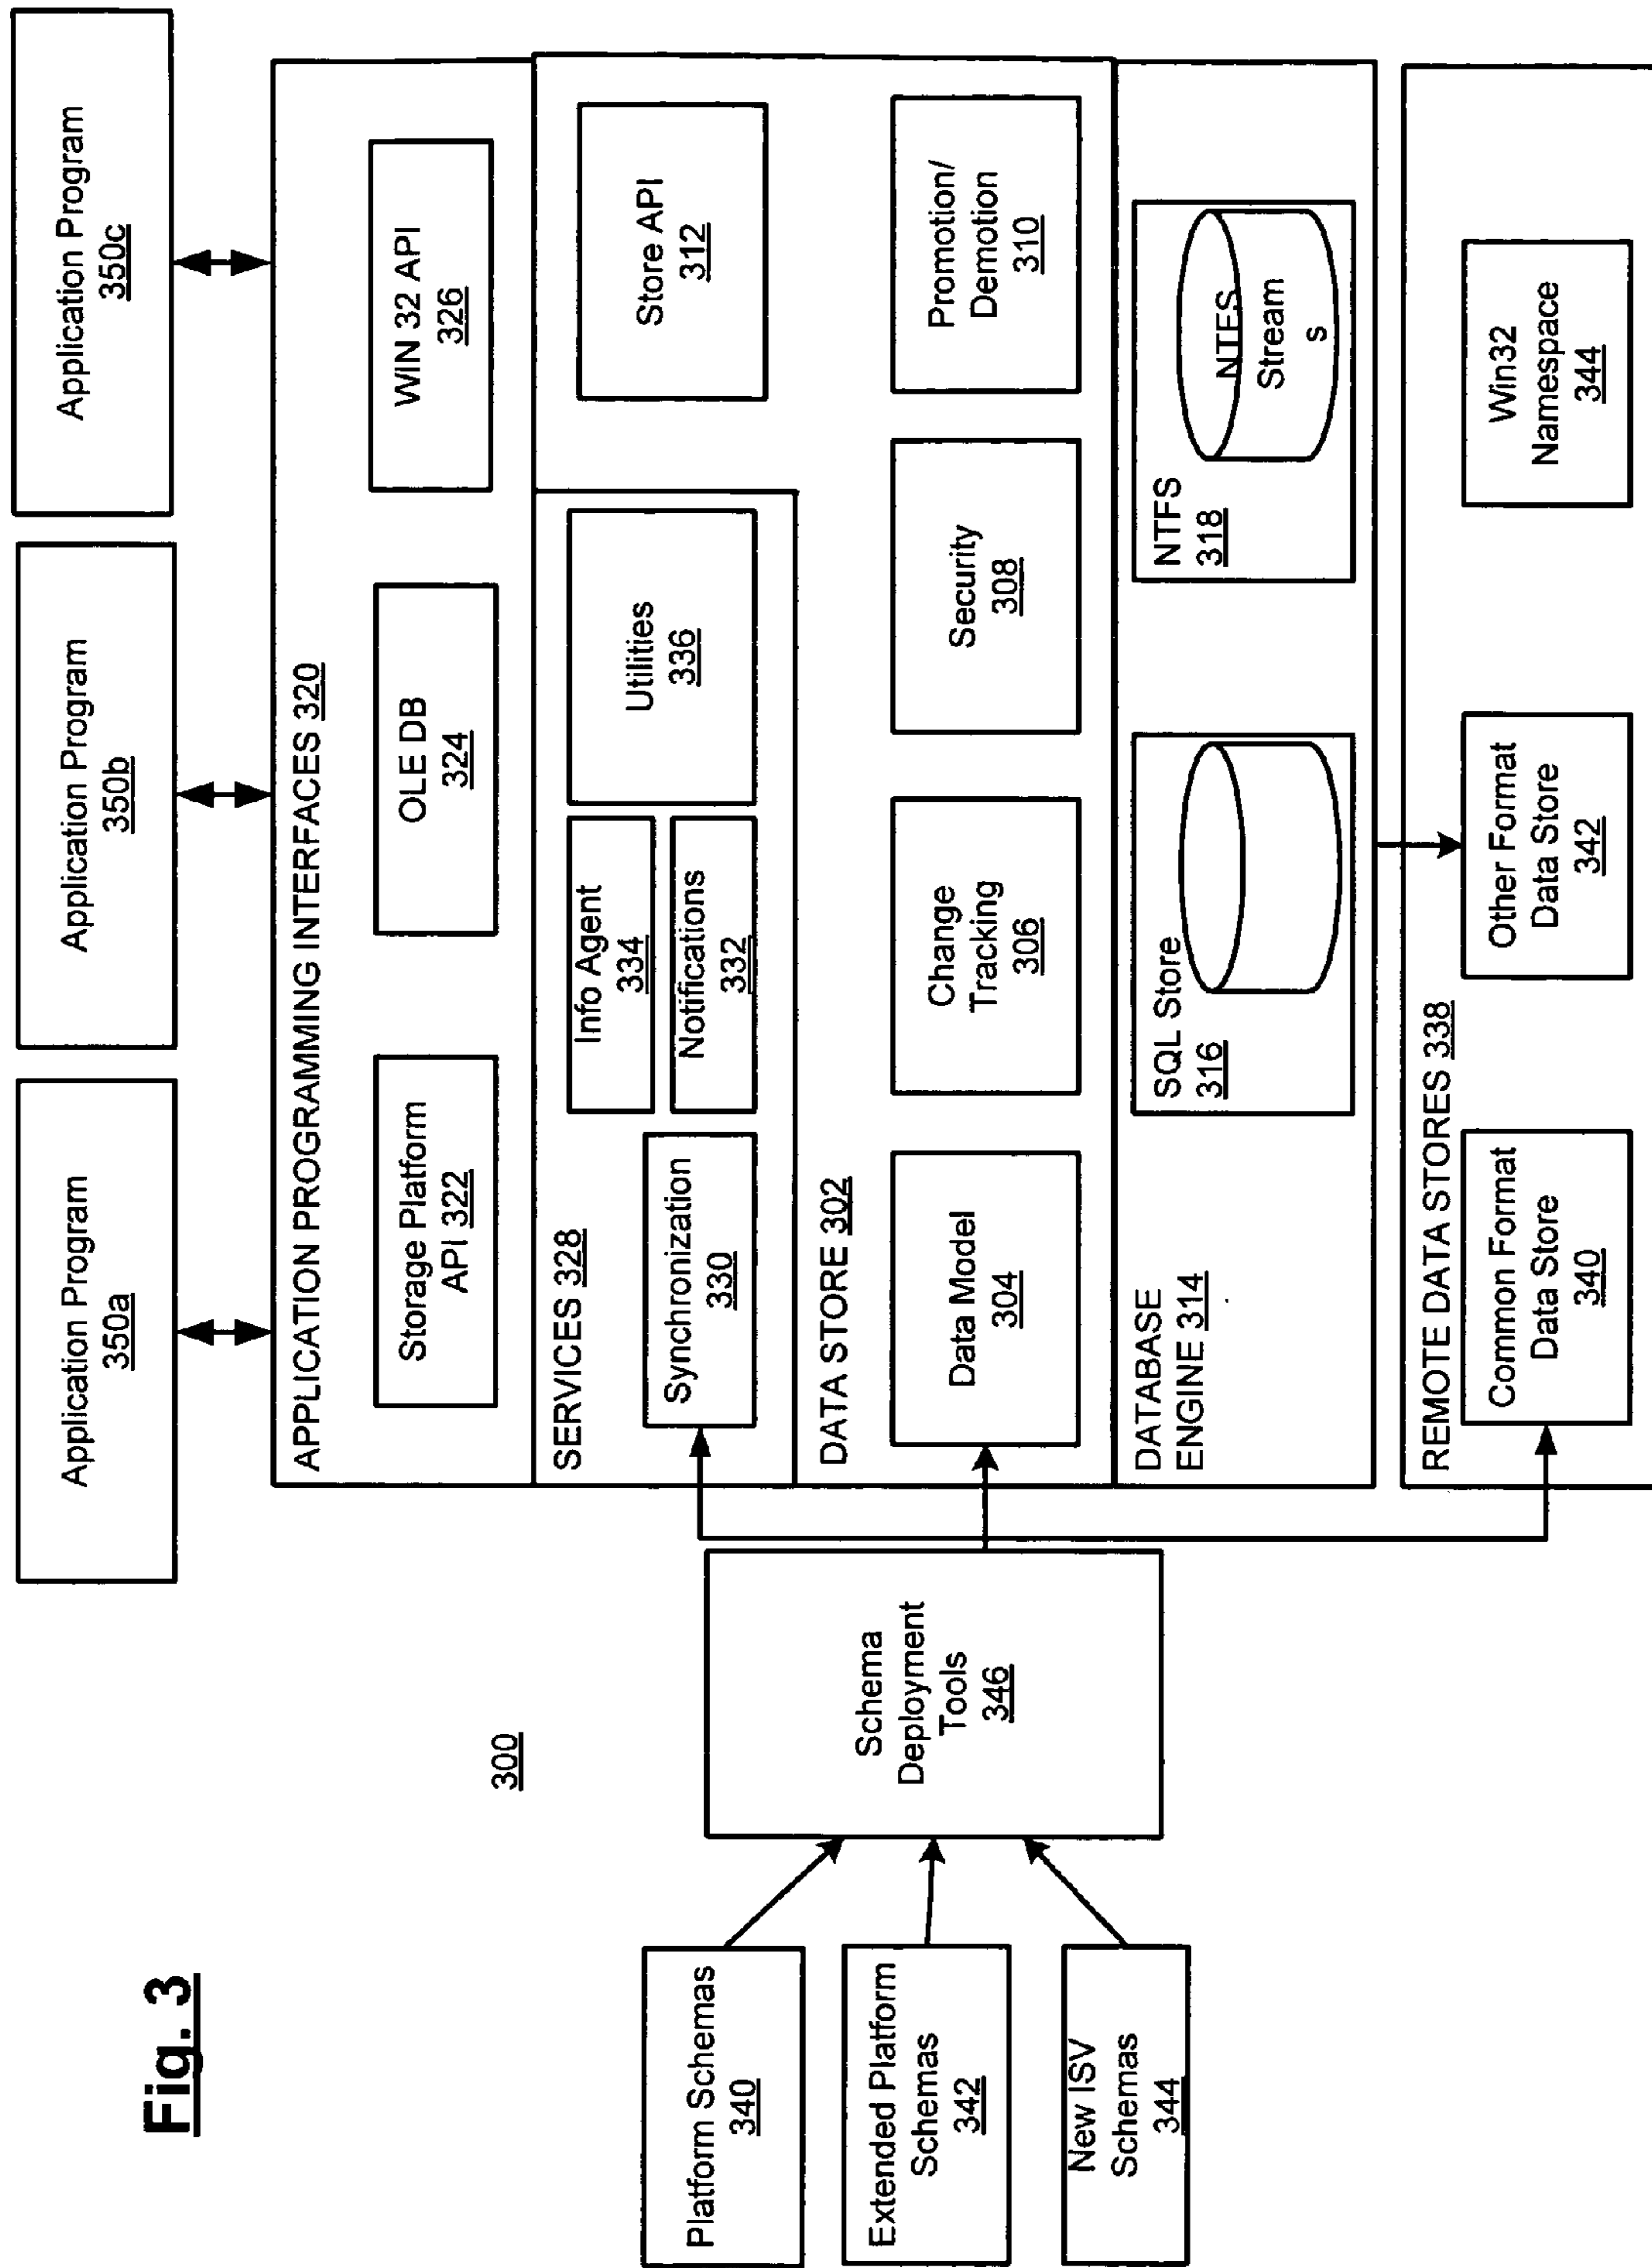 Application Program
350a
Application Program
350b
Application Program
350c
APPLICATION PROGRAMMING INTERFACES 320
Storage Platform
API 322
OLE DB
324
WIN 32 API
326
SERVICES 328
Synchronization
330
Info Agent
334
Notifications
332
Utilities
336
Store API
312
DATA STORE 302
Data Model
304
Change
Tracking
306
Security
308
Promotion/
Demotion
310
DATABASE
ENGINE 314
SQL Store
316
NTFS
318
NTFS
Stream
s
REMOTE DATA STORES 338
Common Format
Data Store
340
Other Format
Data Store
342
Win32
Namespace
344
300
Schema
Deployment
Tools
346
Platform Schemas
340
Extended Platform
Schemas
342
New ISV
Schemas
344
Fig. 3